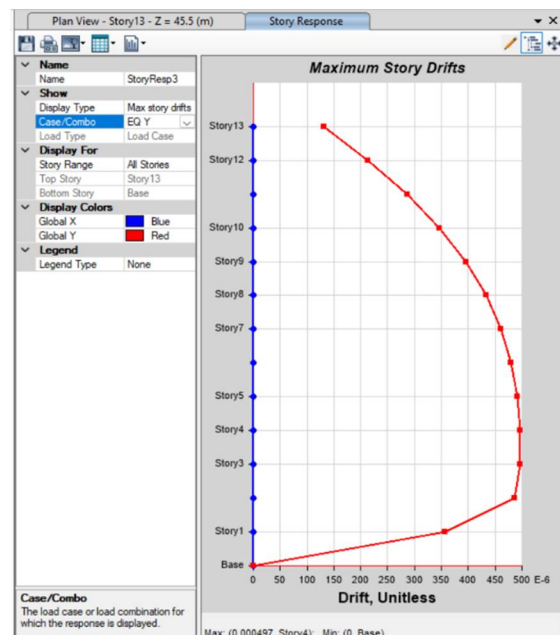 Plan View - Story13 - Z = 45.5 (m)
Story Response
Name
Name StoryResp3
Show
Display Type Max story drifts
Case/Combo EQ Y
Load Type Load Case
Display For
Story Range All Stories
Top Story Story13
Bottom Story Base
Display Colors
Global X Blue
Global Y Red
Legend
Legend Type None
Case/Combo
The load case or load combination for
which the response is displayed.
Maximum Story Drifts
Story13
Story12
Story10
Story9
Story8
Story7
Story5
Story4
Story3
Story1
Base
0 50 100 150 200 250 300 350 400 450 500 E-6
Drift, Unitless
Max: (0.000497, Story4); Min: (0, Base)